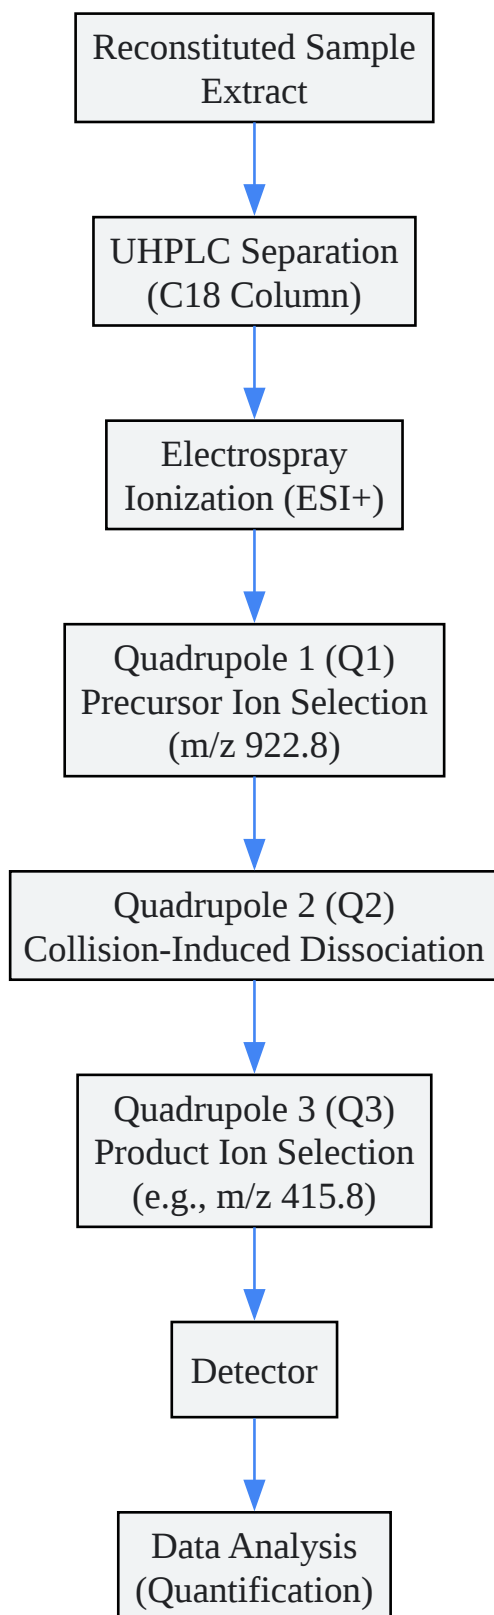 Reconstituted Sample
Extract
UHPLC Separation
(C18 Column)
Electrospray
Ionization (ESI+)
Quadrupole 1 (Q1)
Precursor Ion Selection
(m/z 922.8)
Quadrupole 2 (Q2)
Collision-Induced Dissociation
Quadrupole 3 (Q3)
Product Ion Selection
(e.g., m/z 415.8)
Detector
Data Analysis
(Quantification)